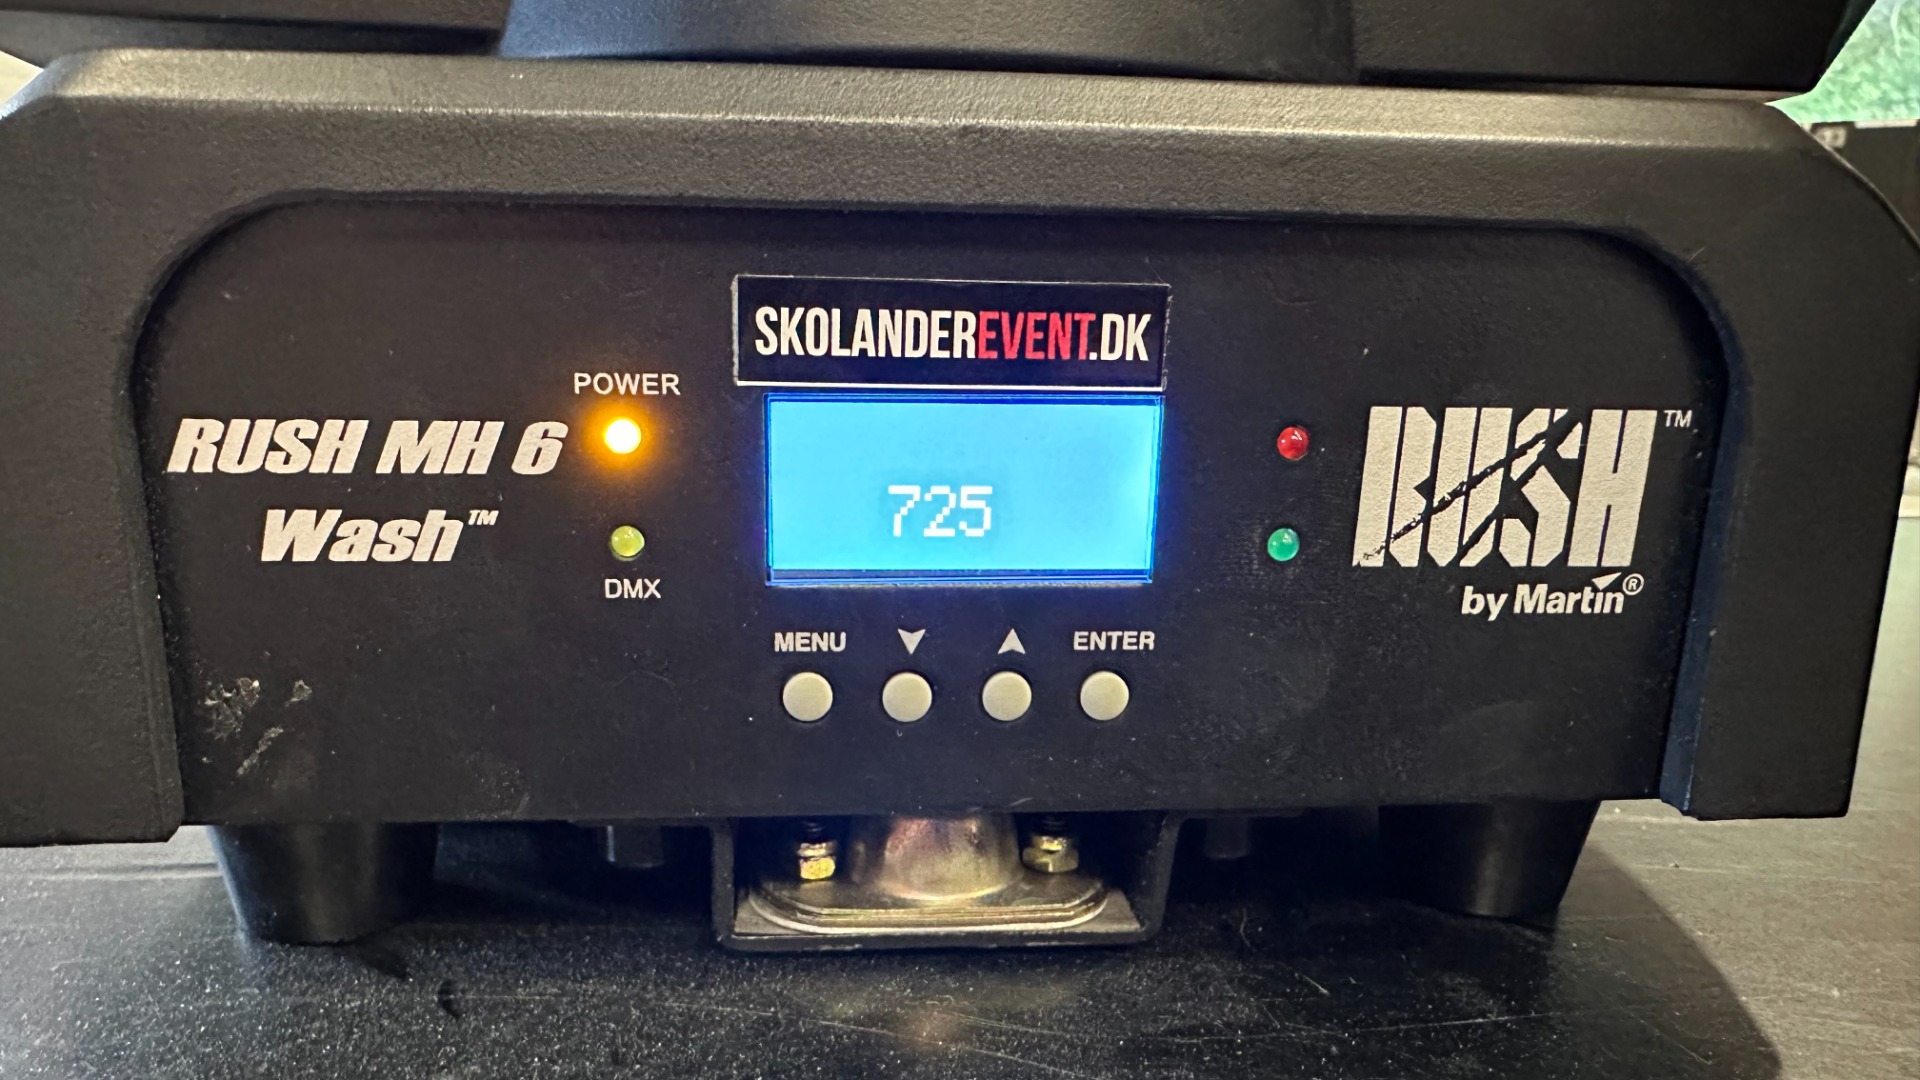 SKOLANDEREVENT.DK
POWER
RUSH MH 6
Wash™
DMX
725
RUSH™
by Martin®
MENU
ENTER